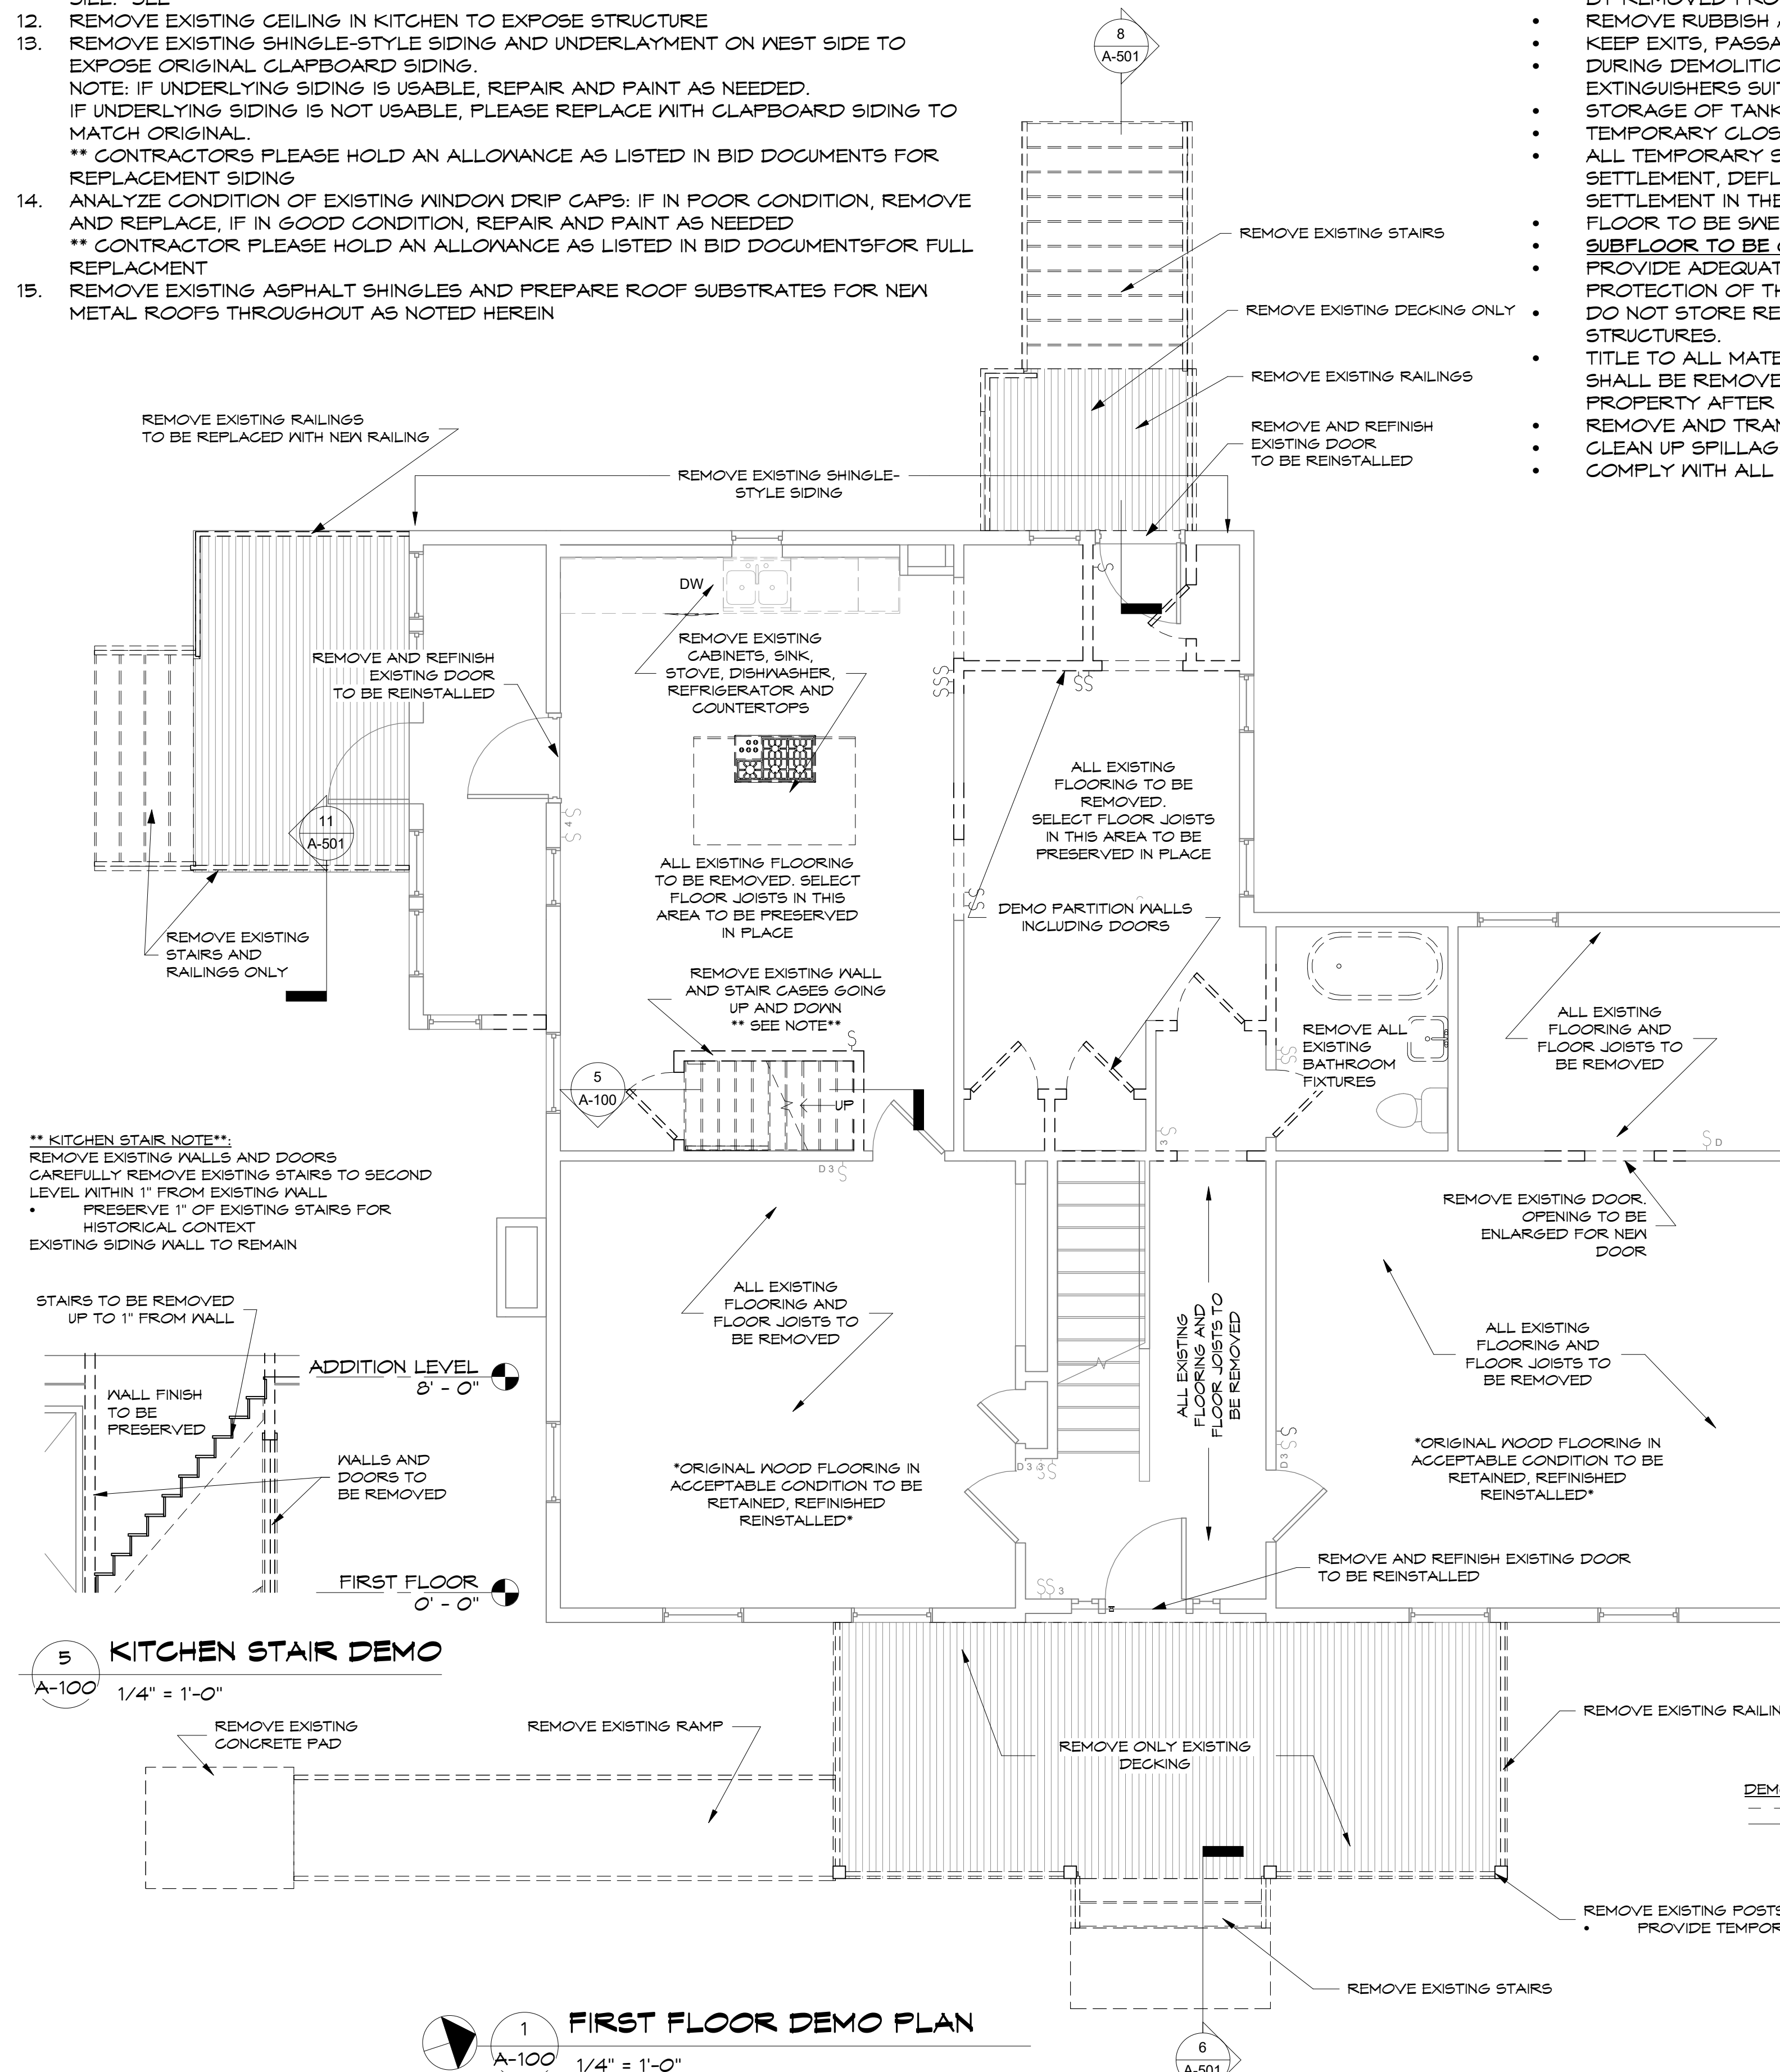 12. REMOVE EXISTING CEILING IN KITCHEN TO EXPOSE STRUCTURE
13. REMOVE EXISTING SHINGLE-STYLE SIDING AND UNDERLAYMENT ON WEST SIDE TO
EXPOSE ORIGINAL CLAPBOARD SIDING.
NOTE: IF UNDERLYING SIDING IS NOT USABLE, REPAIR AND PAINT AS NEEDED.
IF UNDERLYING SIDING IS NOT USABLE, PLEASE REPLACE WITH CLAPBOARD SIDING TO
MATCH ORIGINAL.
** CONTRACTORS PLEASE HOLD AN ALLOWANCE AS LISTED IN BID DOCUMENTS FOR
REPLACEMENT SIDING
14. ANALYZE CONDITION OF EXISTING WINDOW DRIP CAPS: IF IN POOR CONDITION, REMOVE
AND REPLACE, IF IN GOOD CONDITION, REPAIR AND PAINT AS NEEDED
** CONTRACTOR PLEASE HOLD AN ALLOWANCE AS LISTED IN BID DOCUMENTSFOR FULL
REPLACMENT
15. REMOVE EXISTING ASPHALT SHINGLES AND PREPARE ROOF SUBSTRATES FOR NEW
METAL ROOFS THROUGHOUT AS NOTED HEREIN
• REMOVE RUBBISH
• KEEP EXITS,
• DURING
EXTINGUISHERS
• STORAGE OF
• TEMPORARY
• ALL TEMPORARY
SETTLEMENT,
SETTLEMENT IN THE
• FLOOR TO BE
• SUBFLOOR TO BE
• PROVIDE
PROTECTION OF
• DO NOT STORE
STRUCTURES.
• TITLE TO ALL
SHALL BE
PROPERTY AFTER
• REMOVE AND
• CLEAN UP
• COMPLY WITH ALL
8
A-501
REMOVE EXISTING STAIRS
REMOVE EXISTING DECKING ONLY
REMOVE EXISTING RAILINGS
REMOVE AND REFINISH
EXISTING DOOR
TO BE REINSTALLED
REMOVE EXISTING RAILINGS
TO BE REPLACED WITH NEW RAILING
REMOVE EXISTING SHINGLE-
STYLE SIDING
DW
REMOVE EXISTING
CABINETS, SINK,
STOVE, DISHWASHER,
REFRIGERATOR AND
COUNTERTOPS
REMOVE AND REFINISH
EXISTING DOOR
TO BE REINSTALLED
11
A-501
4
ALL EXISTING
FLOORING TO BE
REMOVED.
SELECT FLOOR JOISTS
IN THIS AREA TO BE
PRESERVED IN PLACE
ALL EXISTING FLOORING
TO BE REMOVED. SELECT
FLOOR JOISTS IN THIS
AREA TO BE PRESERVED
IN PLACE
DEMO PARTITION WALLS
INCLUDING DOORS
REMOVE EXISTING
STAIRS AND
RAILINGS ONLY
REMOVE EXISTING WALL
AND STAIR CASES GOING
UP AND DOWN
** SEE NOTE**
5
A-100
UP
REMOVE ALL
EXISTING
BATHROOM
FIXTURES
ALL EXISTING
FLOORING AND
FLOOR JOISTS TO
BE REMOVED
3
D
D 3
** KITCHEN STAIR NOTE**:
REMOVE EXISTING WALLS AND DOORS
CAREFULLY REMOVE EXISTING STAIRS TO SECOND
LEVEL WITHIN 1" FROM EXISTING WALL
• PRESERVE 1" OF EXISTING STAIRS FOR
HISTORICAL CONTEXT
EXISTING SIDING WALL TO REMAIN
REMOVE EXISTING DOOR.
OPENING TO BE
ENLARGED FOR NEW
DOOR
ALL EXISTING
FLOORING AND
FLOOR JOISTS TO
BE REMOVED
ALL EXISTING
FLOORING AND
FLOOR JOISTS TO
BE REMOVED
ALL EXISTING
FLOORING AND
FLOOR JOISTS TO
BE REMOVED
STAIRS TO BE REMOVED
UP TO 1" FROM WALL
ADDITION LEVEL
8' - 0"
WALL FINISH
TO BE
PRESERVED
WALLS AND
DOORS TO
BE REMOVED
FIRST FLOOR
0' - 0"
*ORIGINAL WOOD FLOORING IN
ACCEPTABLE CONDITION TO BE
RETAINED, REFINISHED
REINSTALLED*
D 3 3
D 3
*ORIGINAL WOOD FLOORING IN
ACCEPTABLE CONDITION TO BE
RETAINED, REFINISHED
REINSTALLED*
3
REMOVE AND REFINISH EXISTING DOOR
TO BE REINSTALLED
5
A-100
KITCHEN STAIR DEMO
1/4" = 1'-0"
REMOVE EXISTING
CONCRETE PAD
REMOVE EXISTING RAMP
REMOVE ONLY EXISTING
DECKING
REMOVE EXISTING
REMOVE EXISTING POSTS
•
REMOVE EXISTING STAIRS
1
A-100
FIRST FLOOR DEMO PLAN
1/4" = 1'-0"
6
A-501